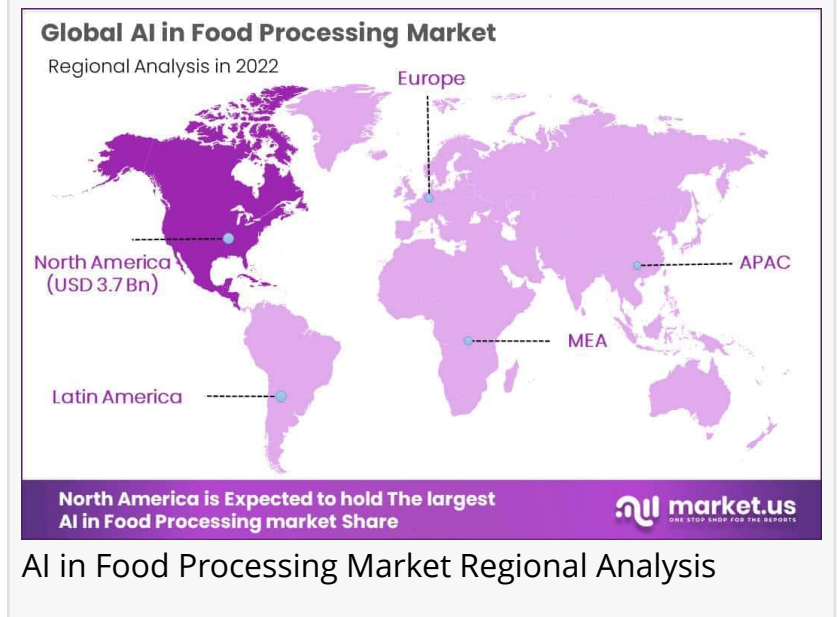 Global AI in Food Processing Market
Regional Analysis in 2022
Europe
North America
(USD 3.7 Bn)
APAC
MEA
Latin America
North America is Expected to hold The largest
AI in Food Processing market Share
market.us
ONE STOP SHOP FOR THE REPORTS
AI in Food Processing Market Regional Analysis